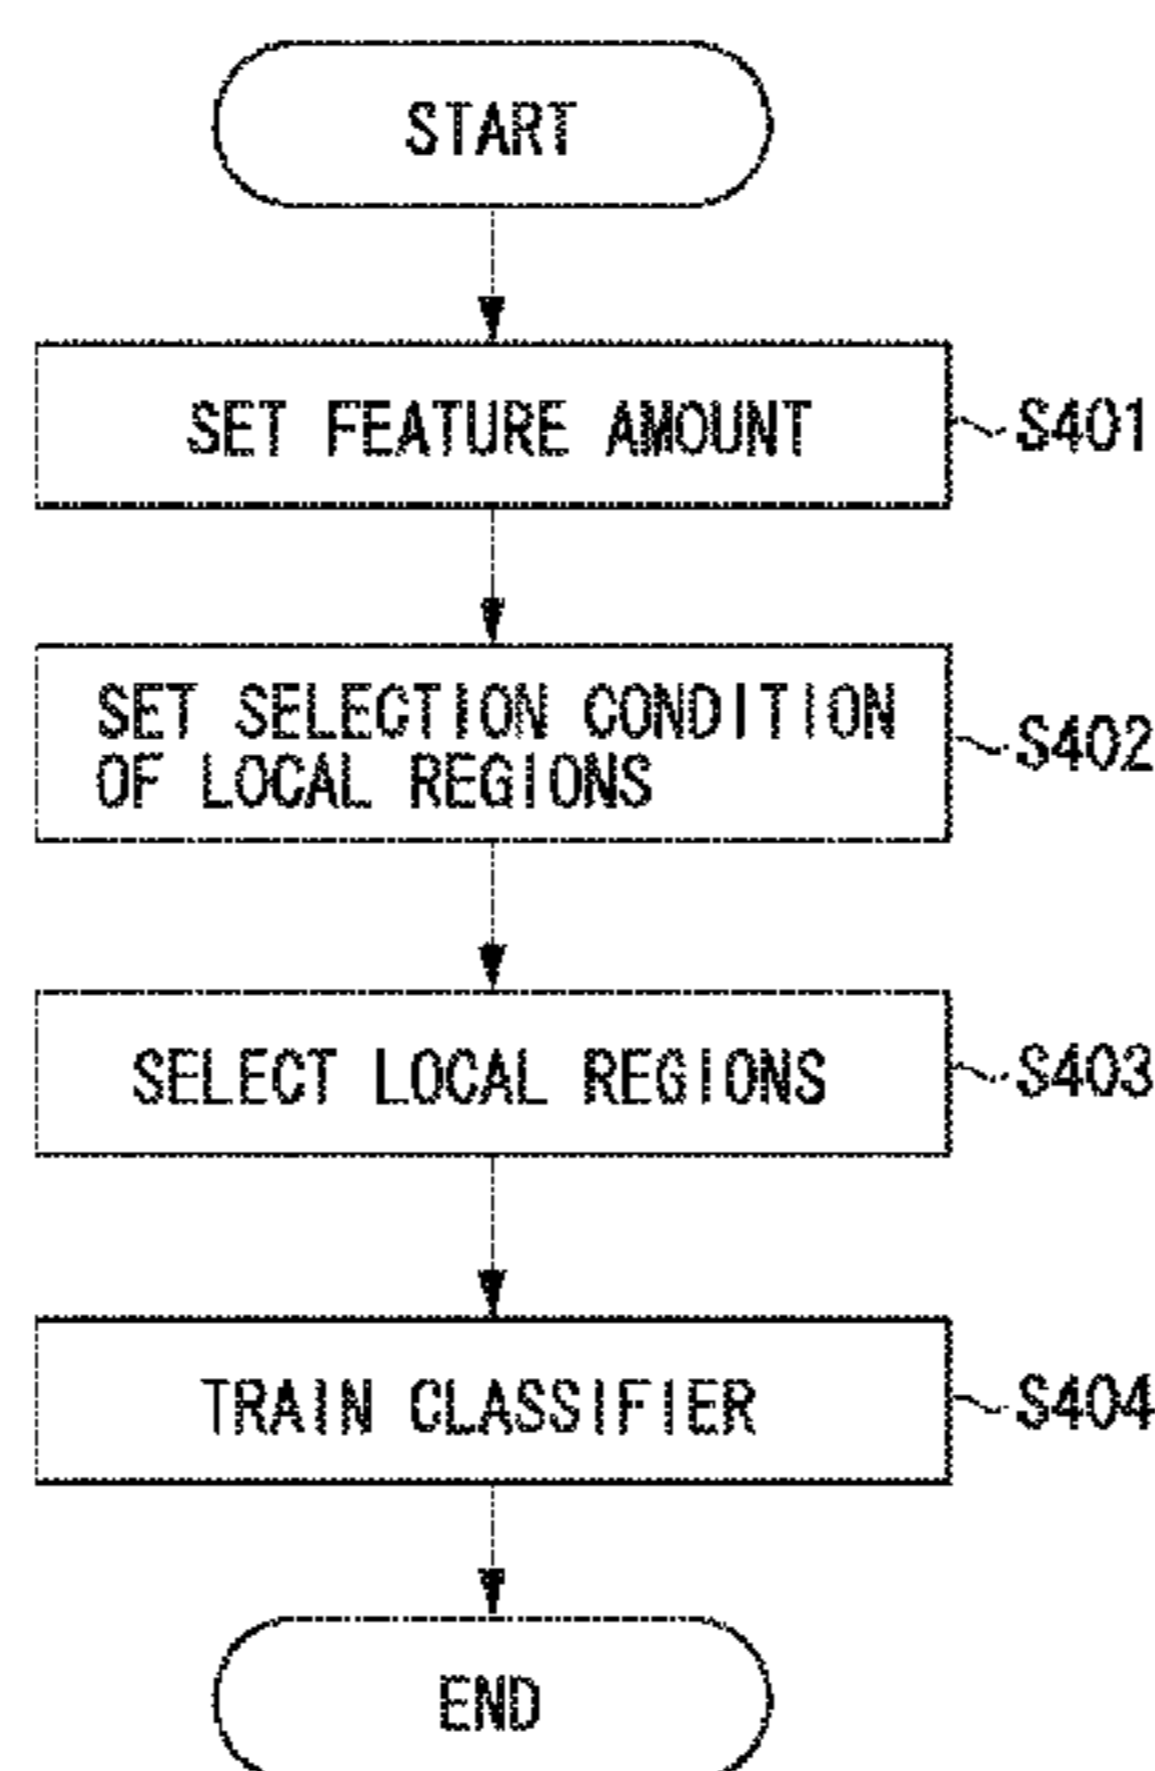 START
SET FEATURE AMOUNT
S401
SET SELECTION CONDITION
OF LOCAL REGIONS
S402
SELECT LOCAL REGIONS
S403
TRAIN CLASSIFIER
S404
END